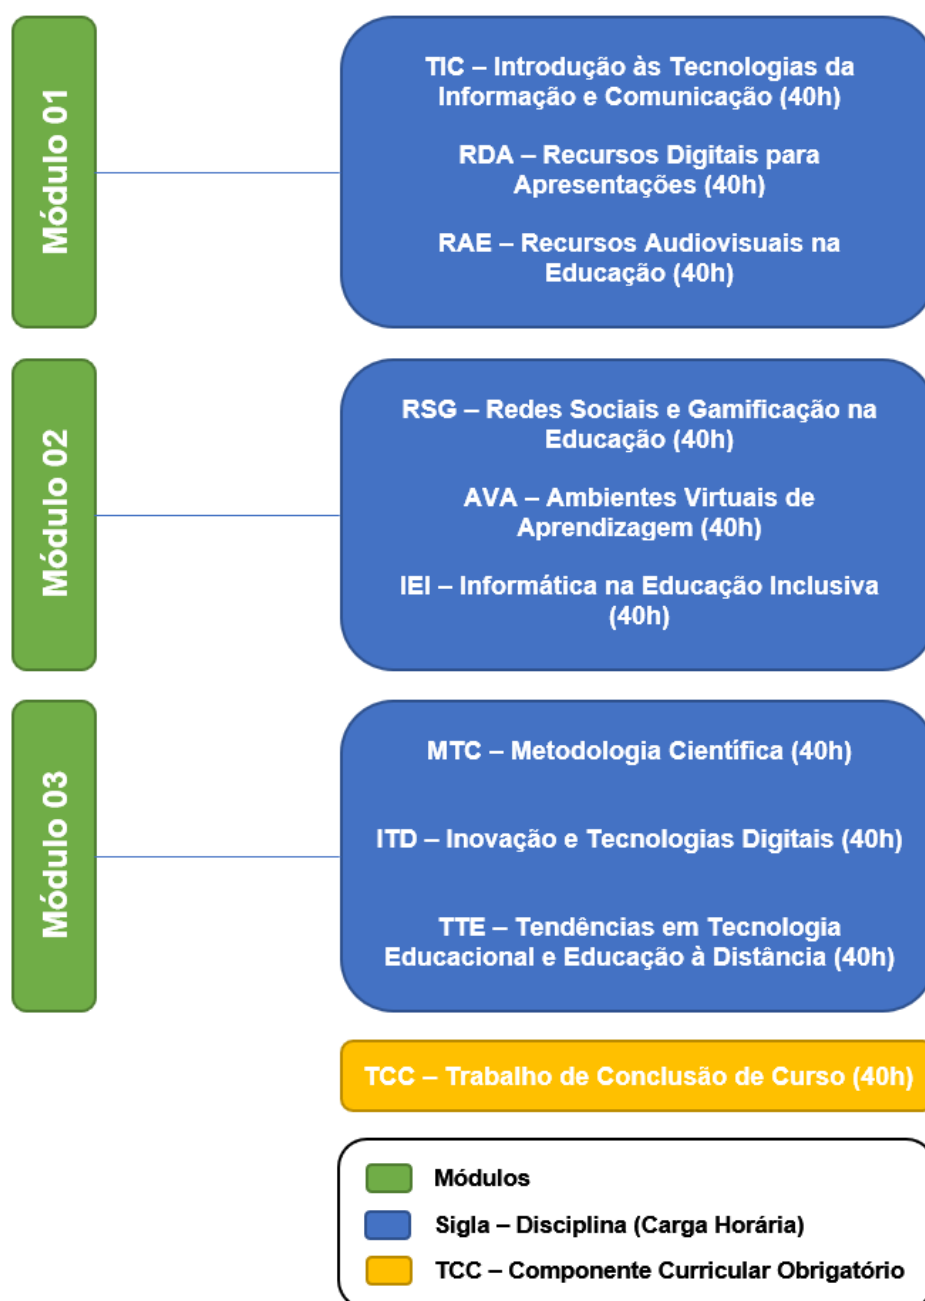 Módulo 01
TIC – Introdução às Tecnologias da
Informação e Comunicação (40h)
RDA – Recursos Digitais para
Apresentações (40h)
RAE – Recursos Audiovisuais na
Educação (40h)
Módulo 02
RSG – Redes Sociais e Gamificação na
Educação (40h)
AVA – Ambientes Virtuais de
Aprendizagem (40h)
IEI – Informática na Educação Inclusiva
(40h)
Módulo 03
MTC – Metodologia Científica (40h)
ITD – Inovação e Tecnologias Digitais (40h)
TTE – Tendências em Tecnologia
Educacional e Educação à Distância (40h)
TCC – Trabalho de Conclusão de Curso (40h)
Módulos
Sigla – Disciplina (Carga Horária)
TCC – Componente Curricular Obrigatório